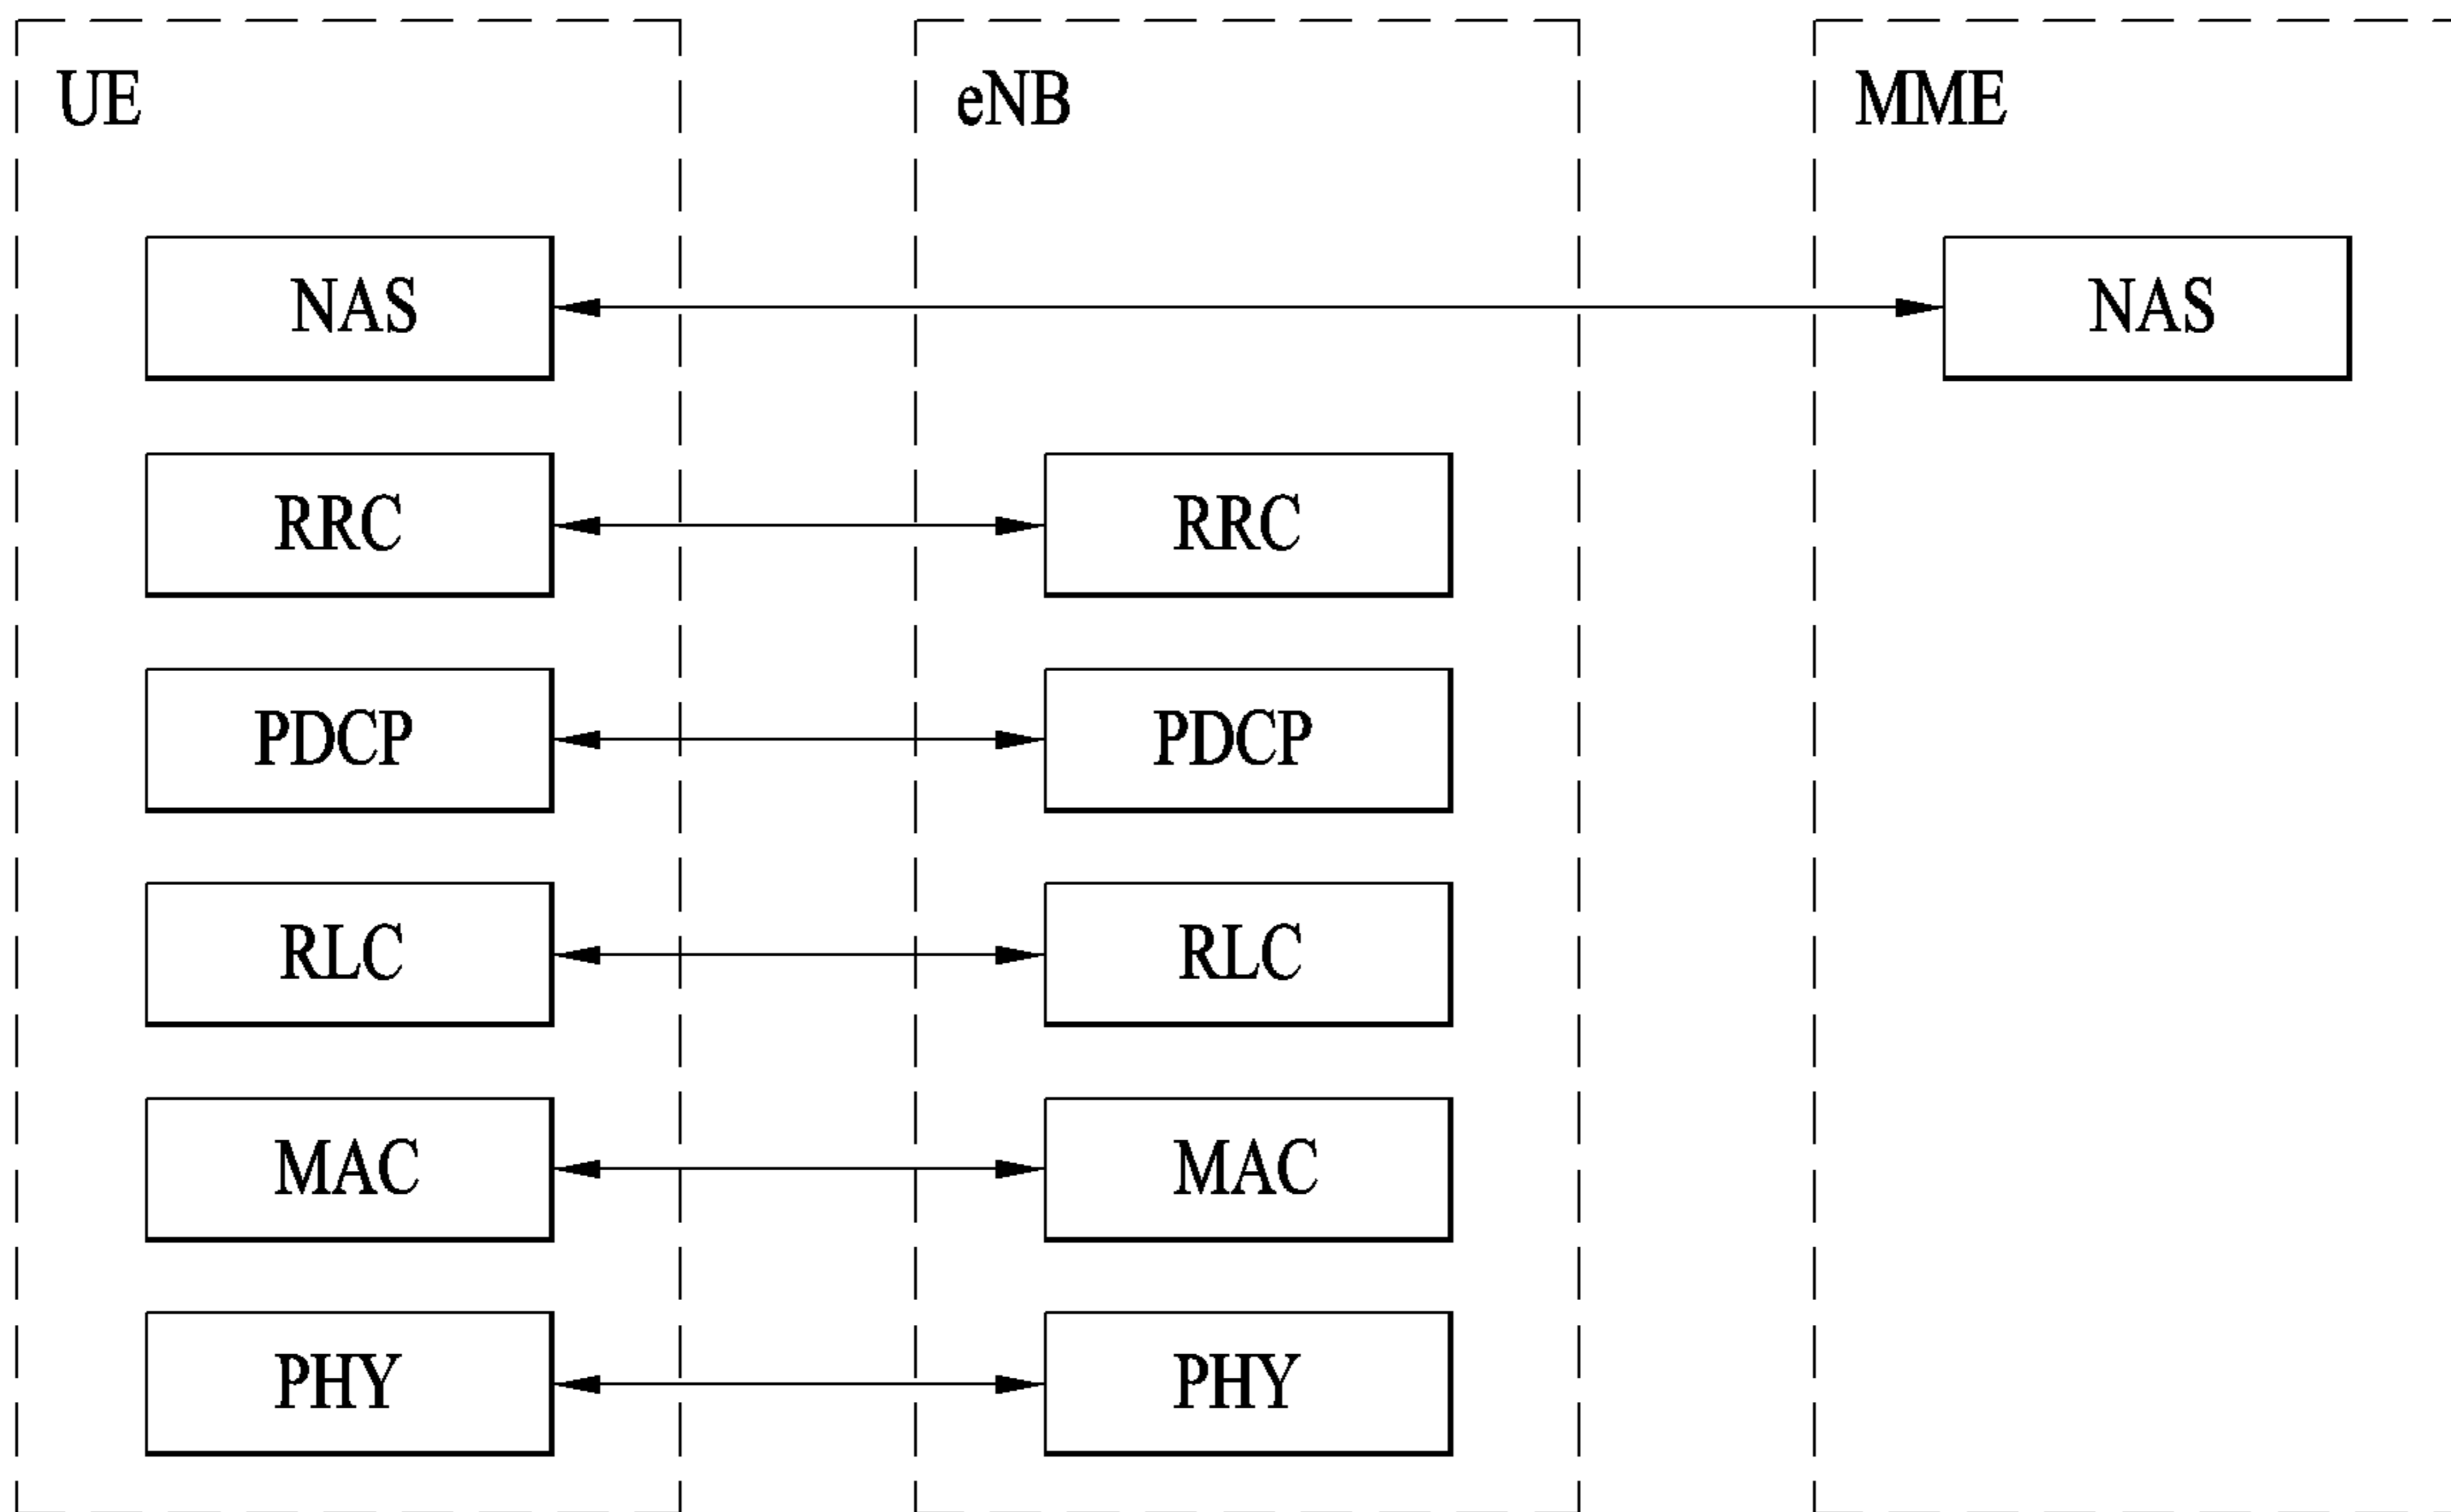 UE
eNB
MME
NAS
NAS
RRC
RRC
PDCP
PDCP
RLC
RLC
MAC
MAC
PHY
PHY